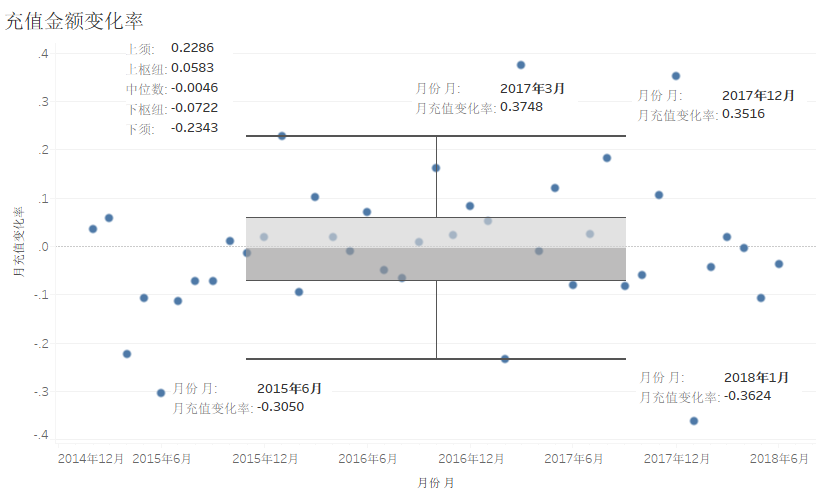 充值金额变化率
上须: 0.2286
上枢纽: 0.0583
中位数: -0.0046
下枢纽: -0.0722
下须: -0.2343
月份 月: 2017年3月
月充值变化率: 0.3748
月份 月: 2017年12月
月充值变化率: 0.3516
月份 月: 2015年6月
月充值变化率: -0.3050
月份 月: 2018年1月
月充值变化率: -0.3624
月充值变化率
.4
.3
.2
.1
.0
-.1
-.2
-.3
-.4
2014年12月 2015年6月 2015年12月 2016年6月 2016年12月 2017年6月 2017年12月 2018年6月
月份 月